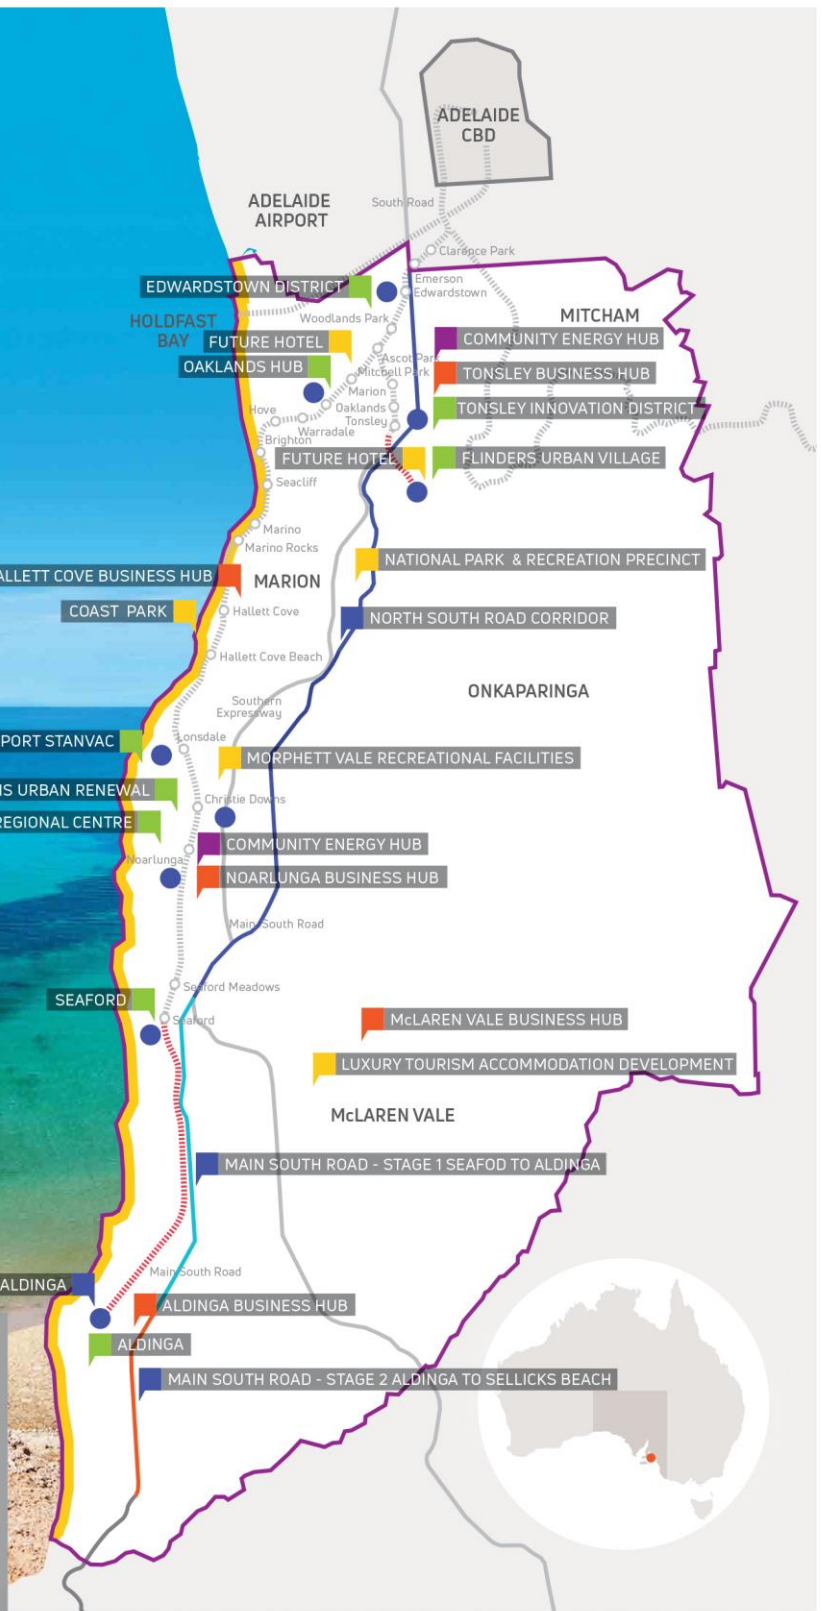 ADELAIDE
CBD
ADELAIDE
AIRPORT
South Road
Clarence Park
Emerson
EDWARDSTOWN DISTRICT
Edwardstown
HOLDFAST
BAY
Woodlands Park
MITCHAM
FUTURE HOTEL
COMMUNITY ENERGY HUB
OAKLANDS HUB
Ascot Park
Mitchell Park
TONSLEY BUSINESS HUB
Marion
Hove
Oaklands
TONSLEY INNOVATION DISTRICT
Tonsley
Warradale
Brighton
FUTURE HOTEL
FLINDERS URBAN VILLAGE
Seacliff
Marino
Marino Rocks
NATIONAL PARK & RECREATION PRECINCT
ALLETT COVE BUSINESS HUB
MARION
COAST PARK
Hallett Cove
NORTH SOUTH ROAD CORRIDOR
Hallett Cove Beach
ONKAPARINGA
Southern
Expressway
PORT STANVAC
Lonsdale
MORPHETT VALE RECREATIONAL FACILITIES
NS URBAN RENEWAL
Christie Downs
REGIONAL CENTRE
COMMUNITY ENERGY HUB
Noarlunga
NOARLUNGA BUSINESS HUB
Main South Road
Seaford Meadows
SEAFORD
Seaford
McLAREN VALE BUSINESS HUB
LUXURY TOURISM ACCOMMODATION DEVELOPMENT
McLAREN VALE
MAIN SOUTH ROAD - STAGE 1 SEAFOD TO ALDINGA
Main South Road
ALDINGA
ALDINGA BUSINESS HUB
ALDINGA
MAIN SOUTH ROAD - STAGE 2 ALDINGA TO SELLICKS BEACH